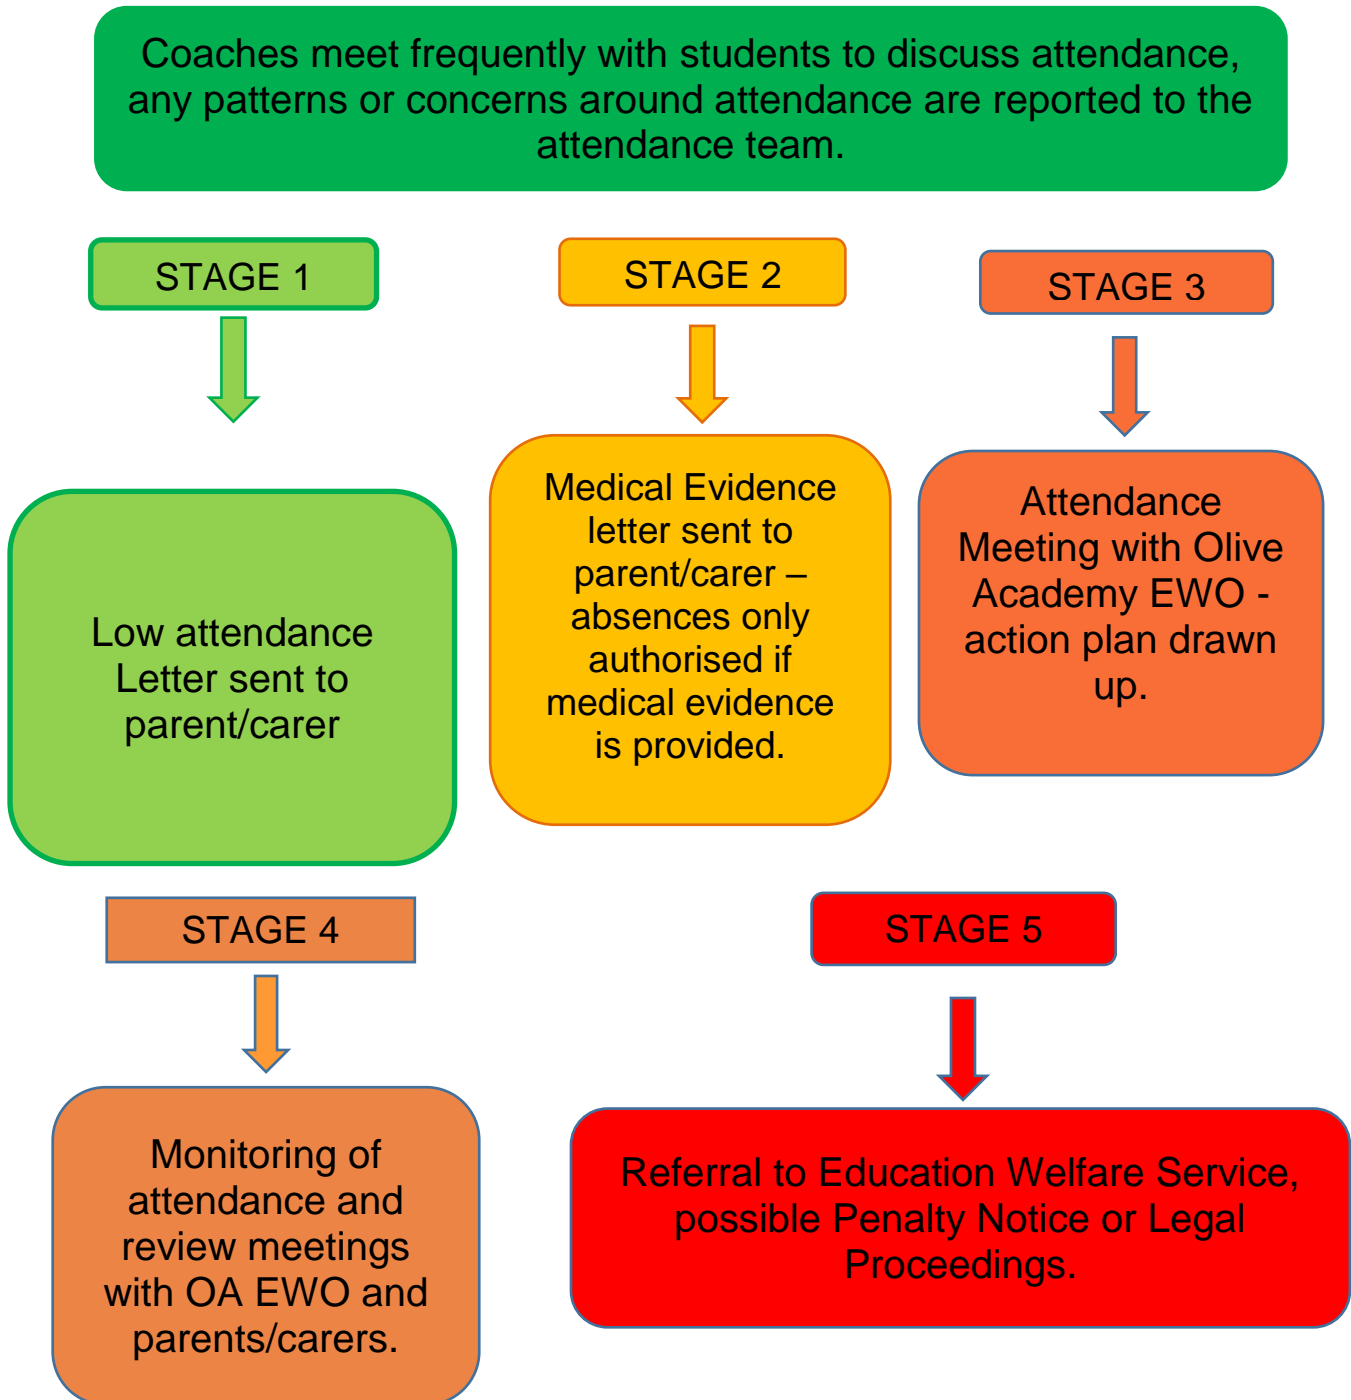 Coaches meet frequently with students to discuss attendance,
any patterns or concerns around attendance are reported to the
attendance team.
STAGE 1
Low attendance
Letter sent to
parent/carer
STAGE 2
Medical Evidence
letter sent to
parent/carer –
absences only
authorised if
medical evidence
is provided.
STAGE 3
Attendance
Meeting with Olive
Academy EWO -
action plan drawn
up.
STAGE 4
Monitoring of
attendance and
review meetings
with OA EWO and
parents/carers.
STAGE 5
Referral to Education Welfare Service,
possible Penalty Notice or Legal
Proceedings.